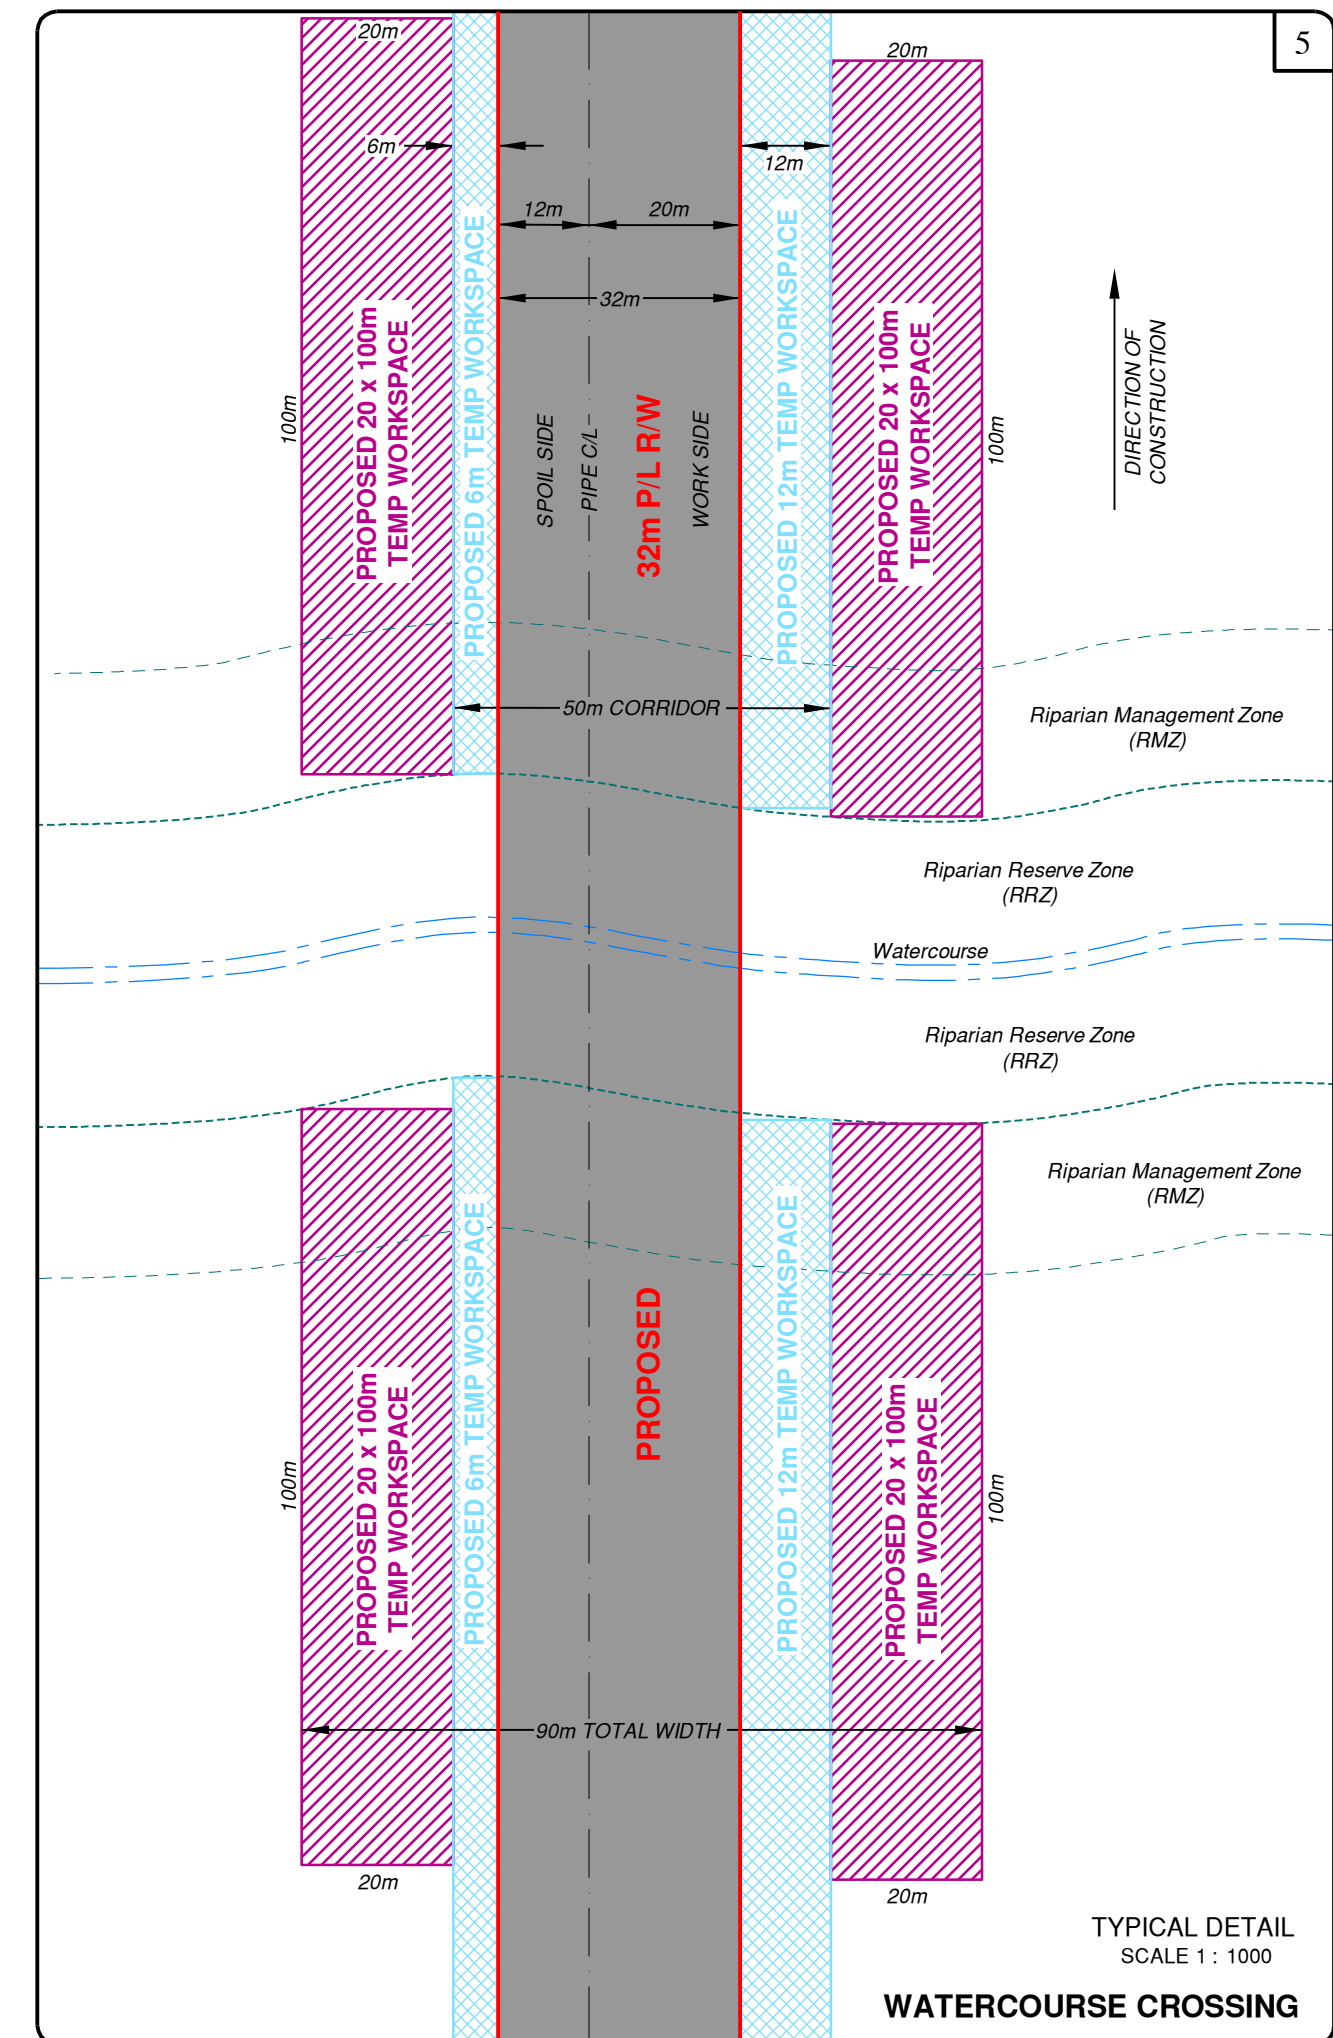 5
20m
20m
6m
12m
12m
20m
32m
PROPOSED 20 x 100m
TEMP WORKSPACE
100m
PROPOSED 6m TEMP WORKSPACE
SPOIL SIDE
PIPE C/L
32m P/L R/W
WORK SIDE
PROPOSED 12m TEMP WORKSPACE
PROPOSED 20 x 100m
TEMP WORKSPACE
100m
DIRECTION OF
CONSTRUCTION
50m CORRIDOR
Riparian Management Zone
(RMZ)
Riparian Reserve Zone
(RRZ)
Watercourse
Riparian Reserve Zone
(RRZ)
Riparian Management Zone
(RMZ)
100m
PROPOSED 20 x 100m
TEMP WORKSPACE
PROPOSED 6m TEMP WORKSPACE
PROPOSED
PROPOSED 12m TEMP WORKSPACE
PROPOSED 20 x 100m
TEMP WORKSPACE
100m
90m TOTAL WIDTH
20m
20m
TYPICAL DETAIL
SCALE 1 : 1000
WATERCOURSE CROSSING